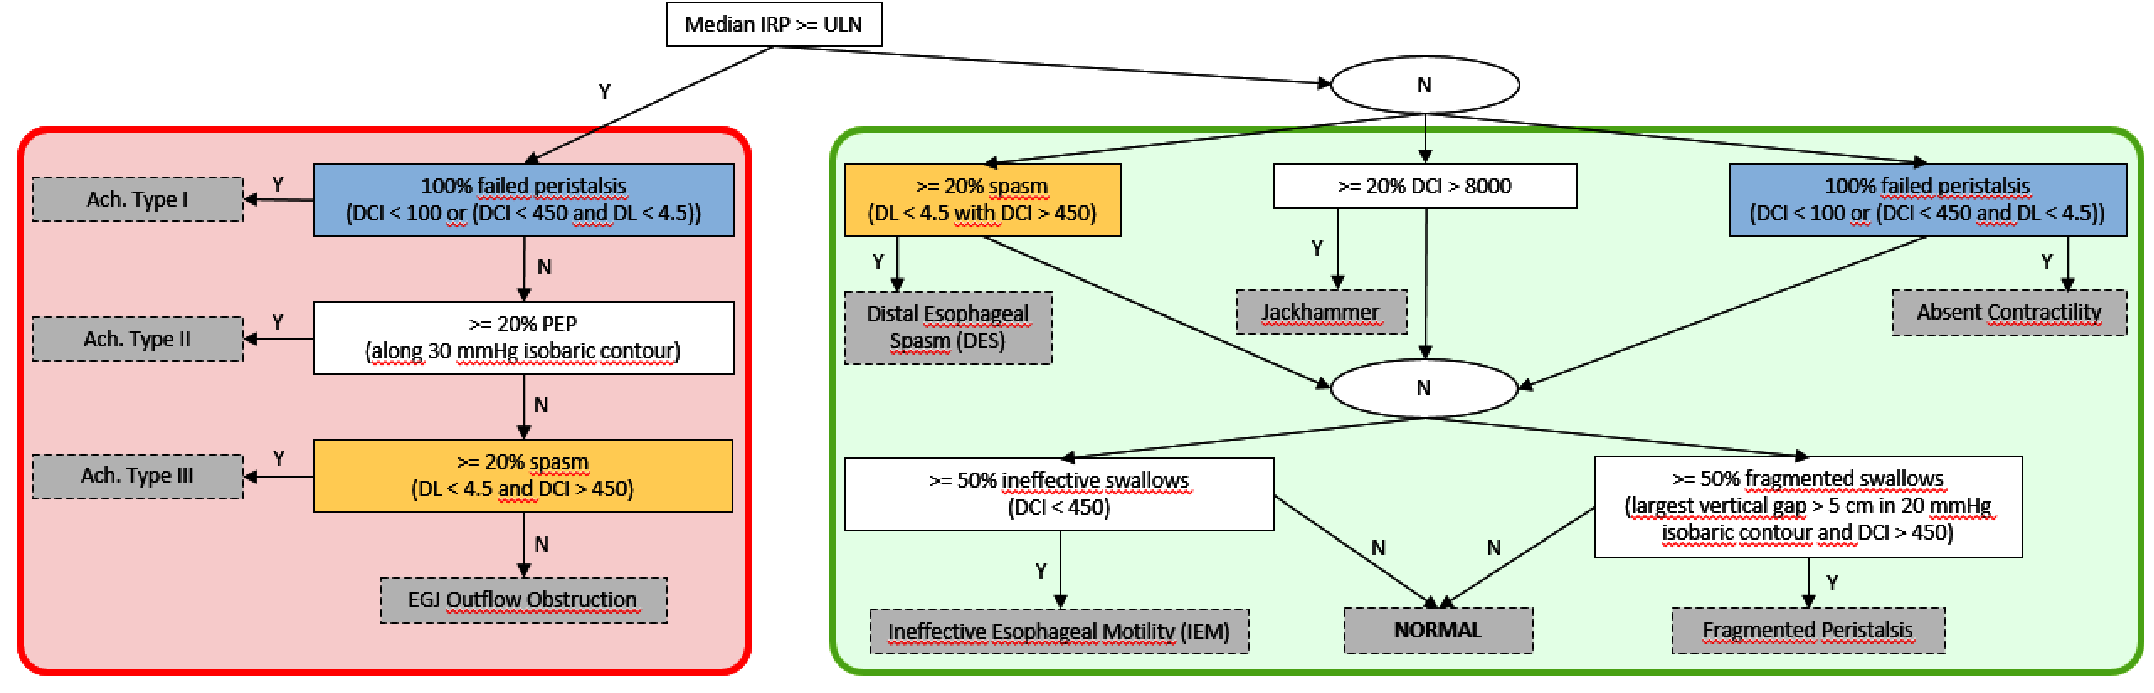 Median IRP >= ULN
Y
N
100% failed peristalsis
(DCI < 100 or (DCI < 450 and DL < 4.5))
Y
Ach. Type I
N
>= 20% PEP
(along 30 mmHg isobaric contour)
Y
Ach. Type II
N
>= 20% spasm
(DL < 4.5 and DCI > 450)
Y
Ach. Type III
N
EGJ Outflow Obstruction
>= 20% spasm
(DL < 4.5 with DCI > 450)
Y
Distal Esophageal
Spasm (DES)
>= 20% DCI > 8000
Y
Jackhammer
100% failed peristalsis
(DCI < 100 or (DCI < 450 and DL < 4.5))
Y
Absent Contractility
N
>= 50% ineffective swallows
(DCI < 450)
Y
Ineffective Esophageal Motility (IEM)
N
N
NORMAL
>= 50% fragmented swallows
(largest vertical gap > 5 cm in 20 mmHg
isobaric contour and DCI > 450)
Y
Fragmented Peristalsis